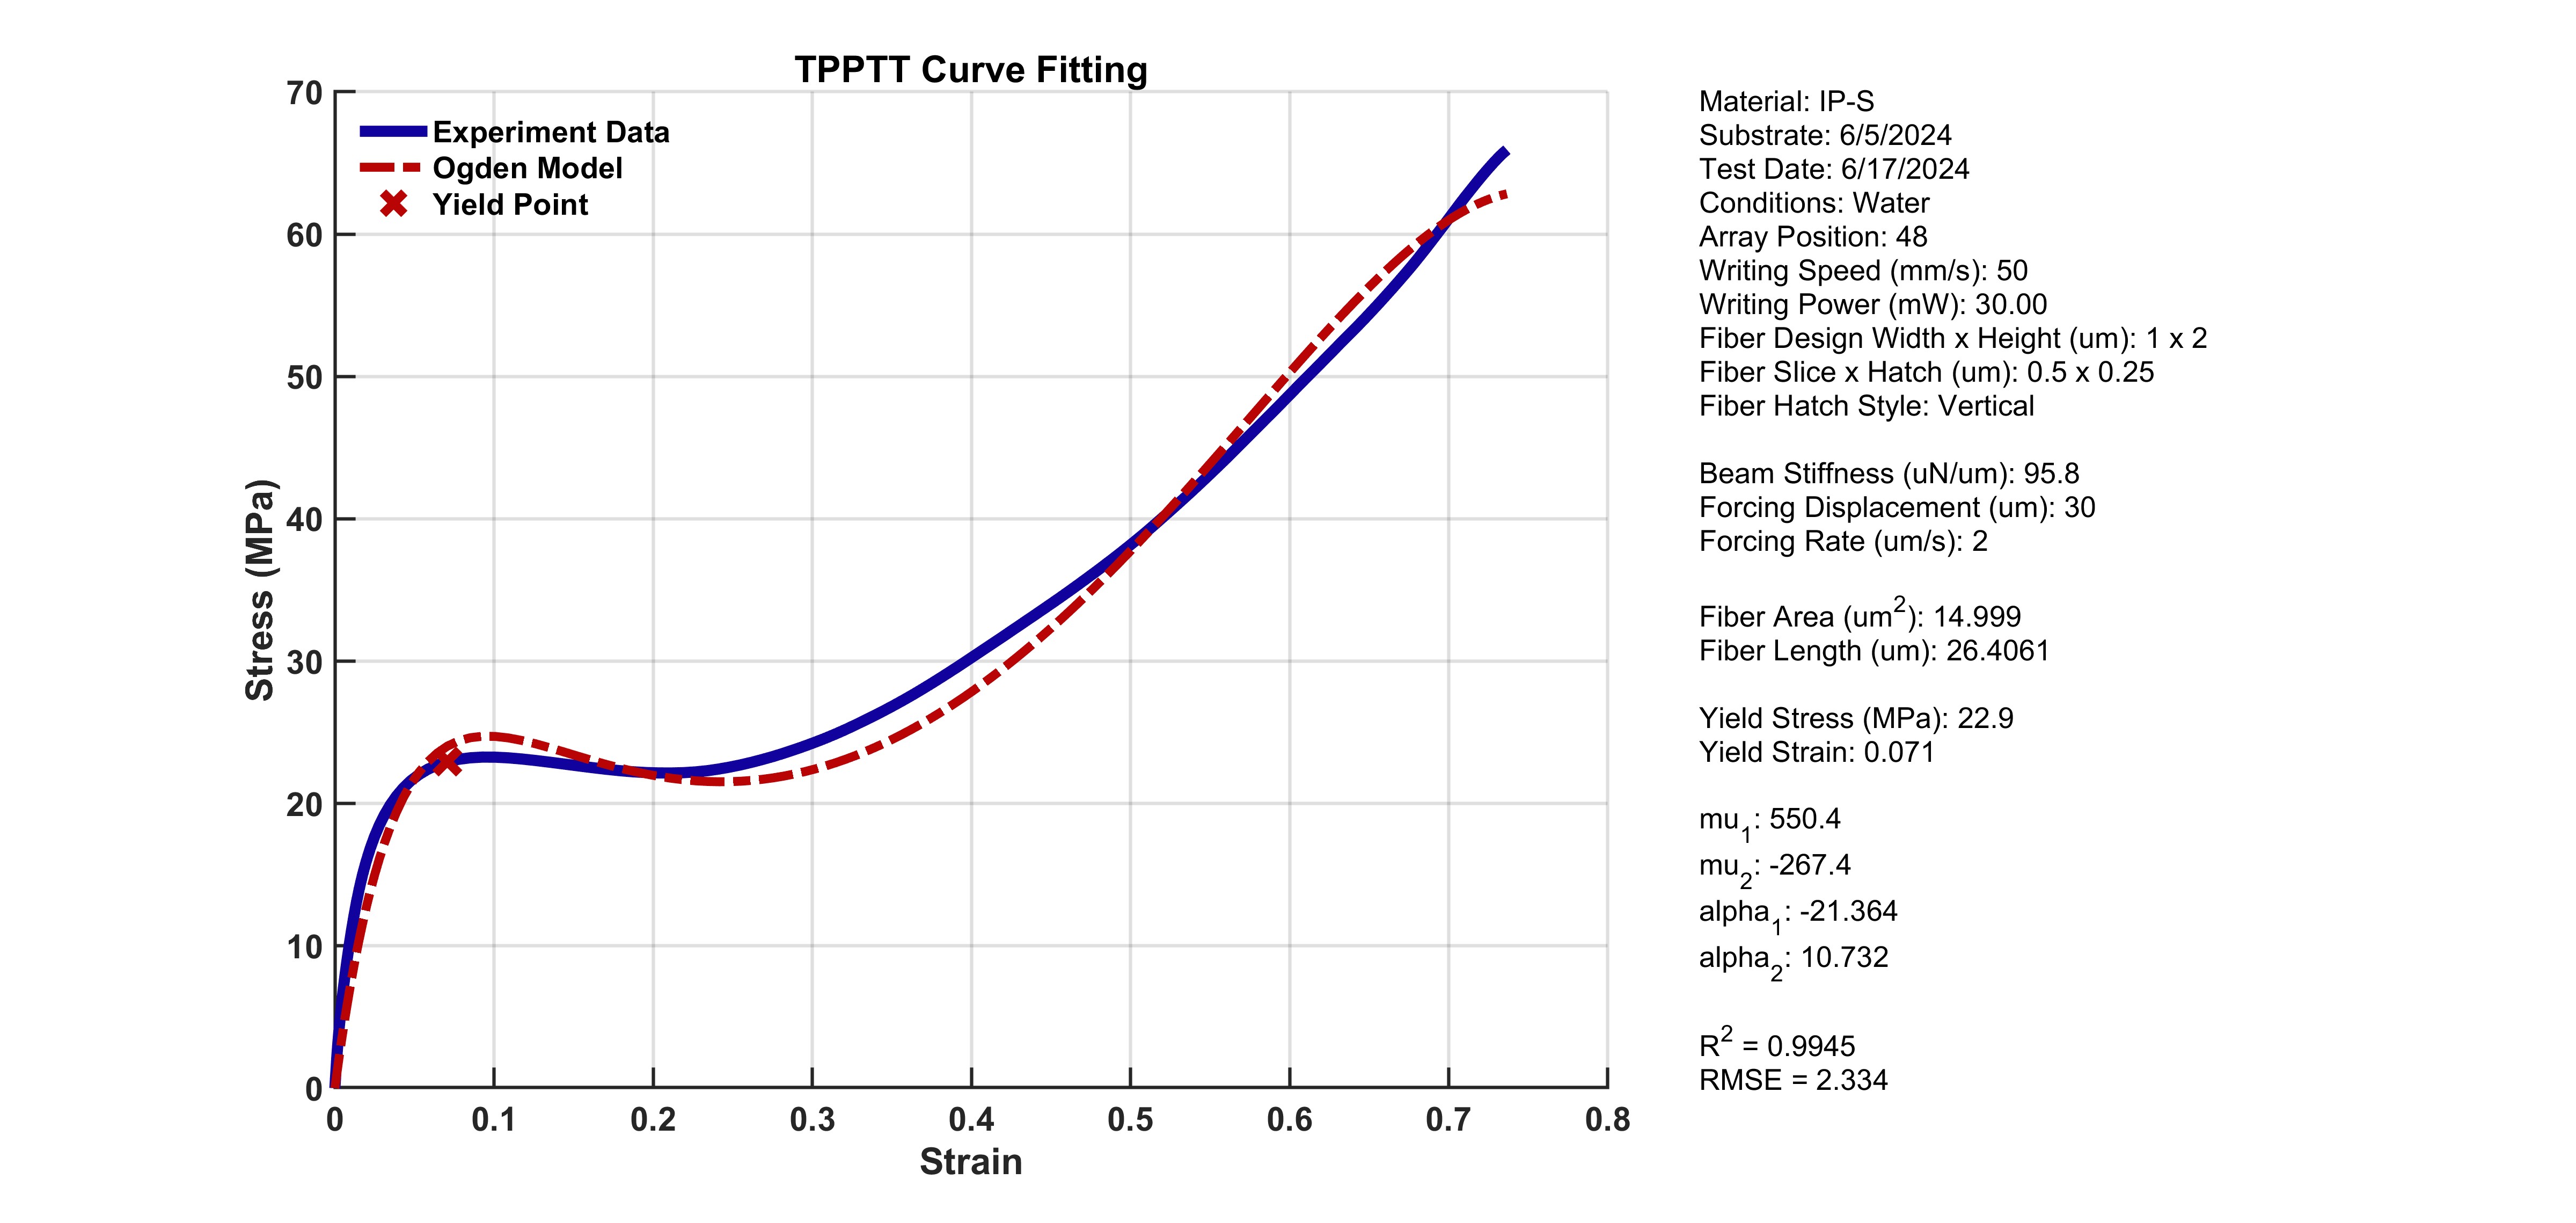 TPPTT Curve Fitting
Experiment Data
Ogden Model
Yield Point
Stress (MPa)
70
60
50
40
30
20
10
0
0 0.1 0.2 0.3 0.4 0.5 0.6 0.7 0.8
Strain
Material: IP-S
Substrate: 6/5/2024
Test Date: 6/17/2024
Conditions: Water
Array Position: 48
Writing Speed (mm/s): 50
Writing Power (mW): 30.00
Fiber Design Width x Height (um): 1 x 2
Fiber Slice x Hatch (um): 0.5 x 0.25
Fiber Hatch Style: Vertical
Beam Stiffness (uN/um): 95.8
Forcing Displacement (um): 30
Forcing Rate (um/s): 2
Fiber Area (um²): 14.999
Fiber Length (um): 26.4061
Yield Stress (MPa): 22.9
Yield Strain: 0.071
mu₁: 550.4
mu₂: -267.4
alpha₁: -21.364
alpha₂: 10.732
R² = 0.9945
RMSE = 2.334